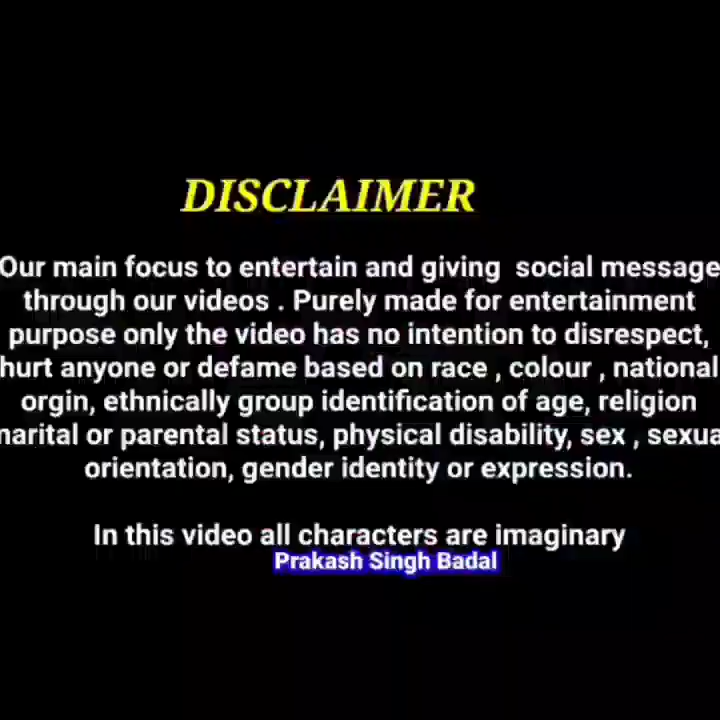 DISCLAIMER
Our main focus to entertain and giving social message
through our videos . Purely made for entertainment
purpose only the video has no intention to disrespect,
hurt anyone or defame based on race , colour , national
orgin, ethnically group identification of age, religion
marital or parental status, physical disability, sex , sexua
orientation, gender identity or expression.
In this video all characters are imaginary
Prakash Singh Badal